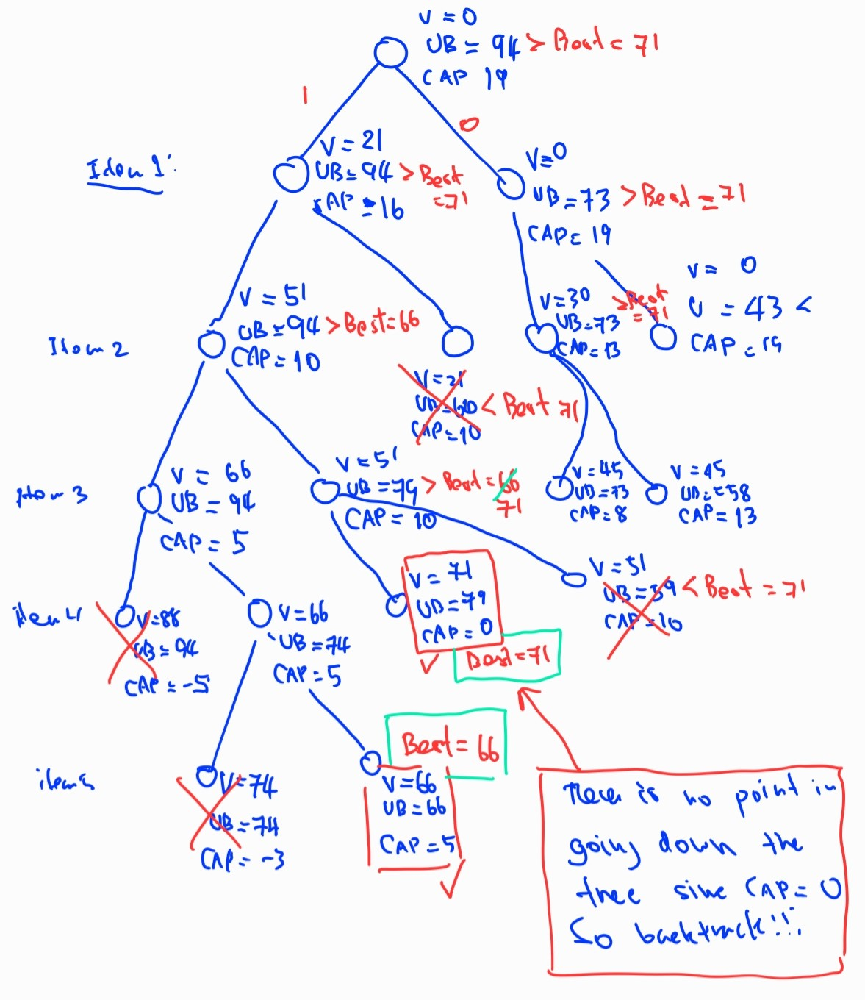 V = 0
UB = 94 > Best = 71
CAP 19
1
0
Item 1:
V = 21
UB = 94 > Best
= 71
CAP = 16
V = 0
UB = 73 > Best = 71
CAP = 19
Item 2
V = 51
UB = 94 > Best = 66
CAP = 10
V = 21
UB =
< Best 71
CAP = 10
V = 30
UB = 73
> Best
= 71
CAP = 13
V = 0
U = 43 <
CAP = 19
Item 3
V = 66
UB = 94
CAP = 5
V = 51
UB = 79 > Best = 66
71
CAP = 10
V = 45
UB = 73
CAP = 8
V = 45
UB = 58
CAP = 13
item 4
V = 88
UB = 94
CAP = -5
V = 66
UB = 74
CAP = 5
V = 71
UB = 79
CAP = 0
Best = 71
V = 51
UB = 59 < Best = 71
CAP = 10
item 5
V = 74
UB = 74
CAP = -3
Best = 66
V = 66
UB = 66
CAP = 5
There is no point in
going down the
tree since CAP = 0
So backtrack!!!